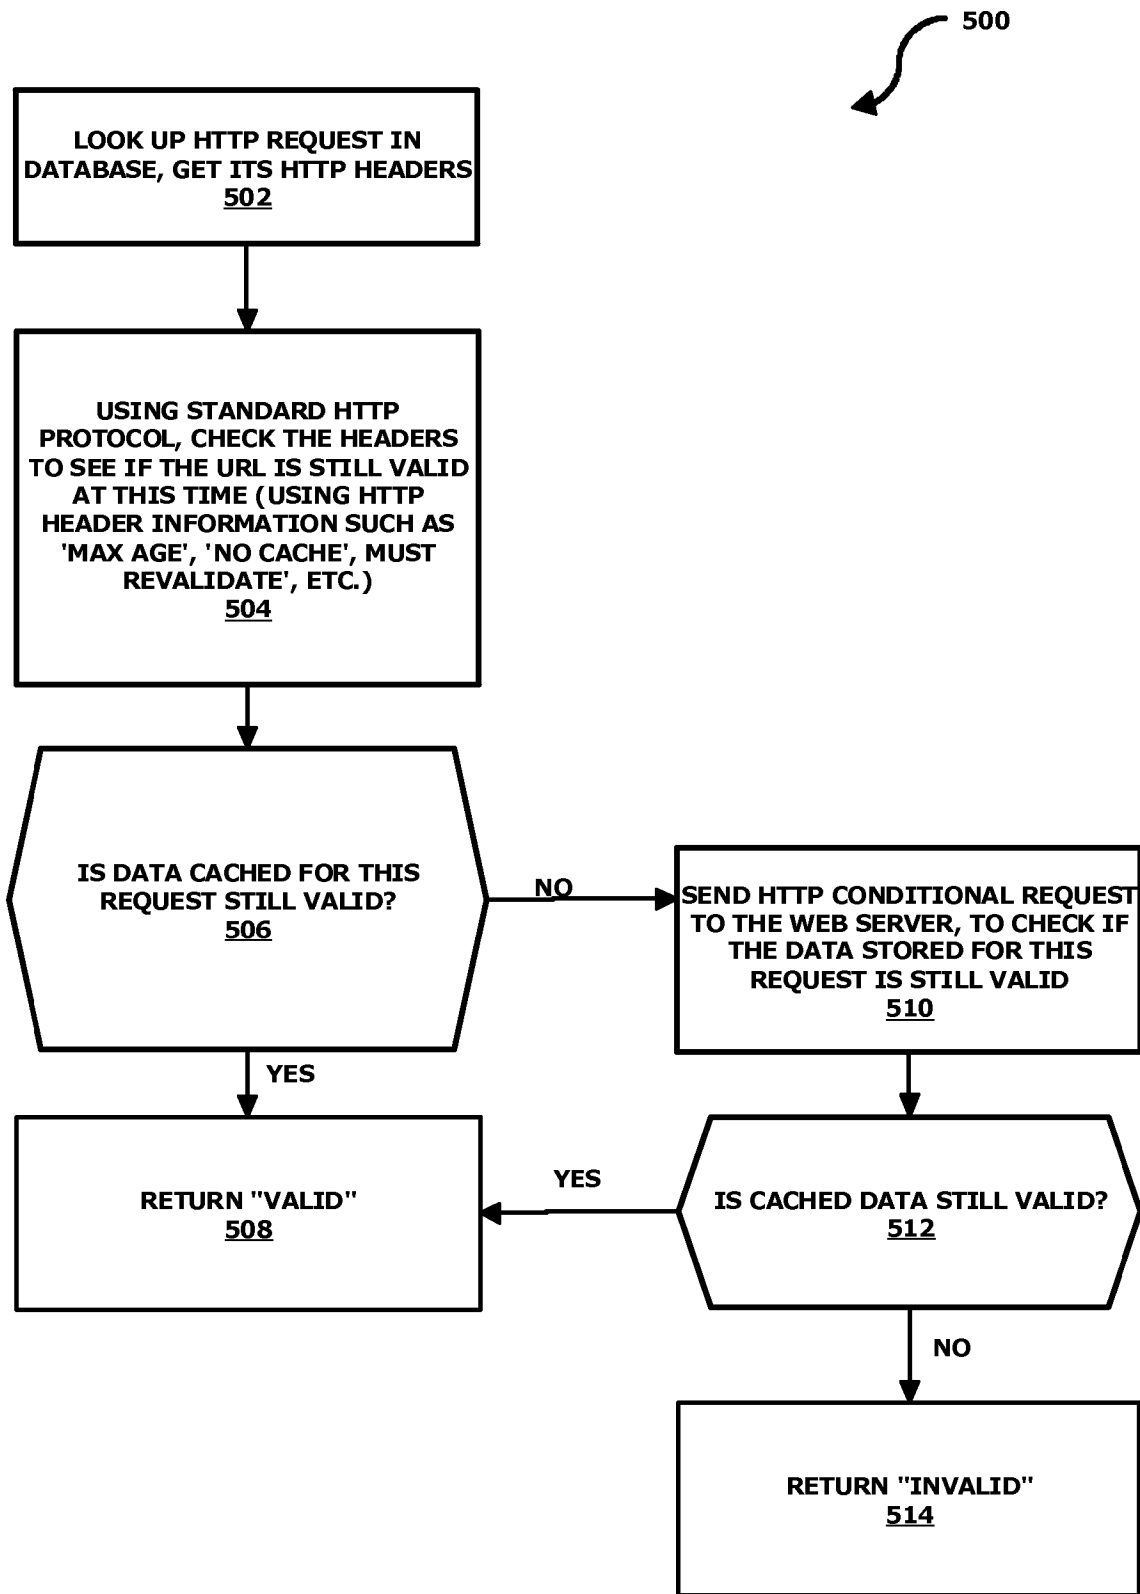 500
LOOK UP HTTP REQUEST IN
DATABASE, GET ITS HTTP HEADERS
502
USING STANDARD HTTP
PROTOCOL, CHECK THE HEADERS
TO SEE IF THE URL IS STILL VALID
AT THIS TIME (USING HTTP
HEADER INFORMATION SUCH AS
'MAX AGE', 'NO CACHE', MUST
REVALIDATE', ETC.)
504
IS DATA CACHED FOR THIS
REQUEST STILL VALID?
506
NO
SEND HTTP CONDITIONAL REQUEST
TO THE WEB SERVER, TO CHECK IF
THE DATA STORED FOR THIS
REQUEST IS STILL VALID
510
YES
RETURN "VALID"
508
YES
IS CACHED DATA STILL VALID?
512
NO
RETURN "INVALID"
514